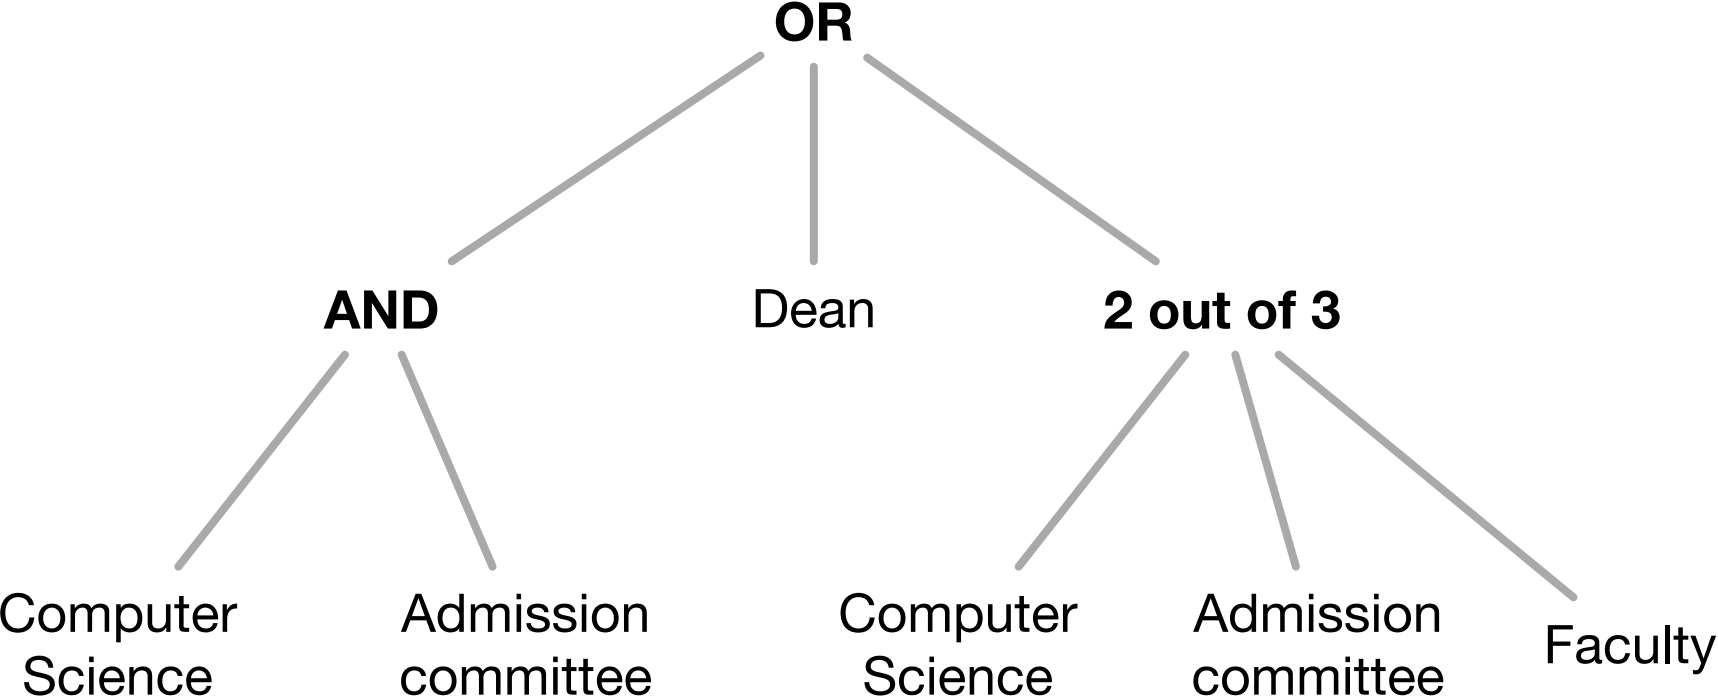 OR
AND
Dean
2 out of 3
Computer
Science
Admission
committee
Computer
Science
Admission
committee
Faculty